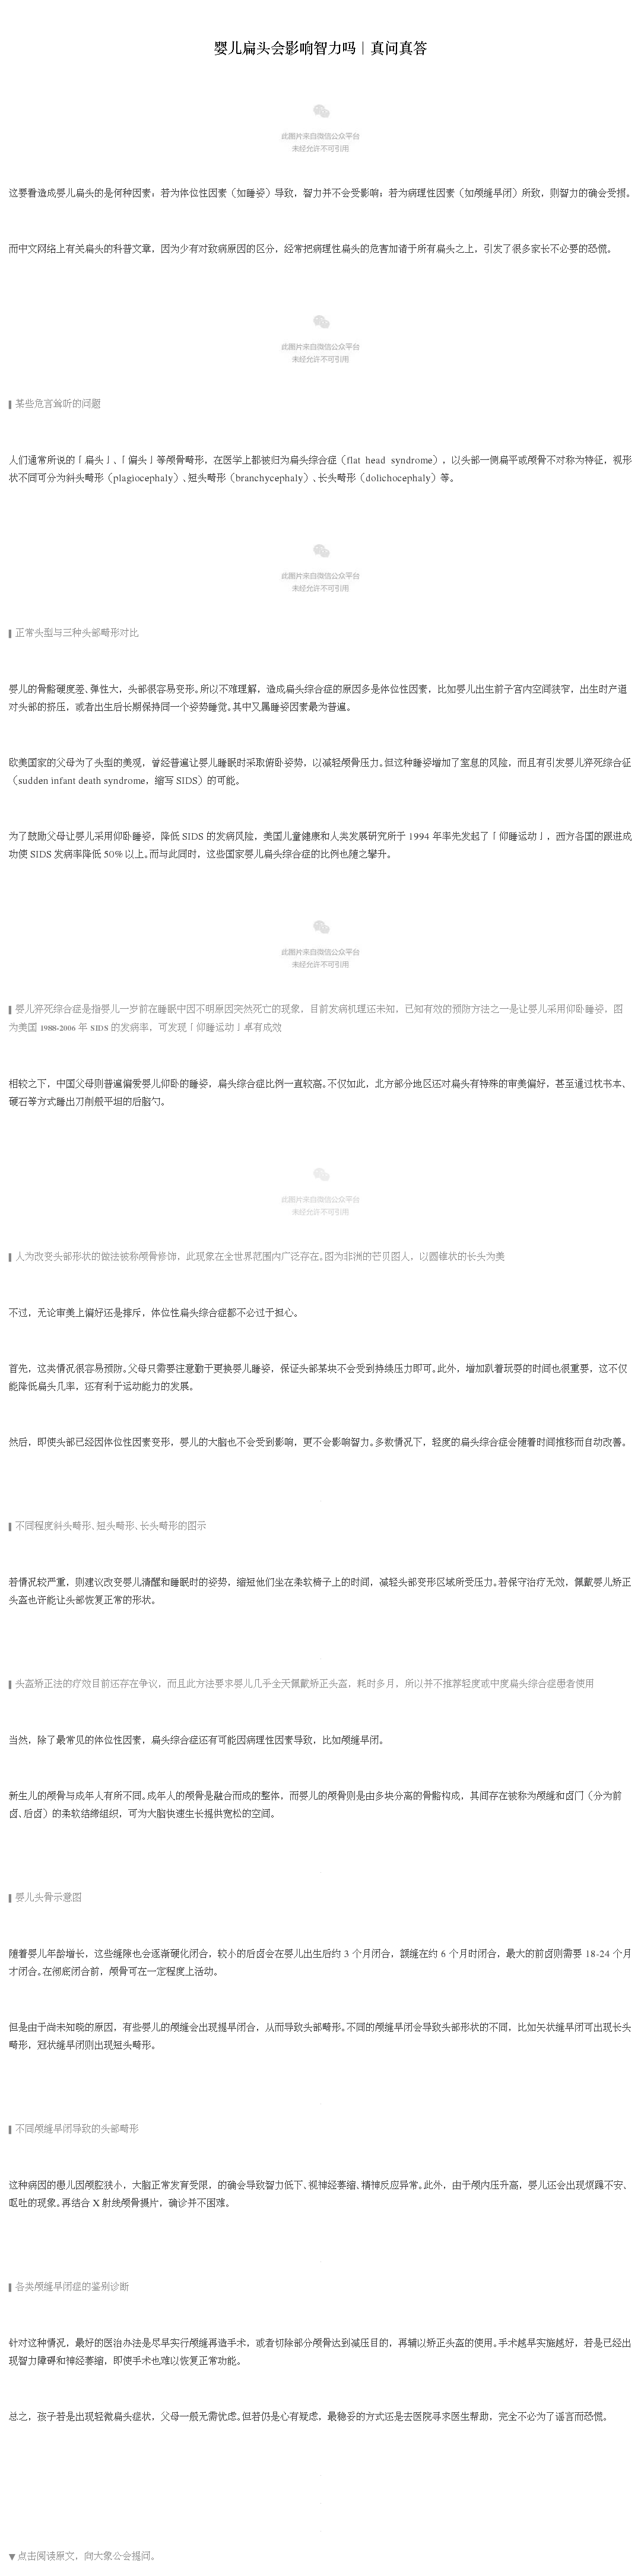 婴儿扁头会影响智力吗｜真问真答
此图片来自微信公众平台
未经允许不可引用
这要看造成婴儿扁头的是何种因素：若为体位性因素（如睡姿）导致，智力并不会受影响；若为病理性因素（如颅缝早闭）所致，则智力的确会受损。
而中文网络上有关扁头的科普文章，因为少有对致病原因的区分，经常把病理性扁头的危害加诸于所有扁头之上，引发了很多家长不必要的恐慌。
此图片来自微信公众平台
未经允许不可引用
▍某些危言耸听的问题
人们通常所说的「扁头」、「偏头」等颅骨畸形，在医学上都被归为扁头综合症（flat head syndrome），以头部一侧扁平或颅骨不对称为特征，视形
状不同可分为斜头畸形（plagiocephaly）、短头畸形（branchycephaly）、长头畸形（dolichocephaly）等。
此图片来自微信公众平台
未经允许不可引用
▍正常头型与三种头部畸形对比
婴儿的骨骼硬度差、弹性大，头部很容易变形。所以不难理解，造成扁头综合症的原因多是体位性因素，比如婴儿出生前子宫内空间狭窄，出生时产道
对头部的挤压，或者出生后长期保持同一个姿势睡觉。其中又属睡姿因素最为普遍。
欧美国家的父母为了头型的美观，曾经普遍让婴儿睡眠时采取俯卧姿势，以减轻颅骨压力。但这种睡姿增加了窒息的风险，而且有引发婴儿猝死综合征
（sudden infant death syndrome，缩写 SIDS）的可能。
为了鼓励父母让婴儿采用仰卧睡姿，降低 SIDS 的发病风险，美国儿童健康和人类发展研究所于 1994 年率先发起了「仰睡运动」，西方各国的跟进成
功使 SIDS 发病率降低 50% 以上。而与此同时，这些国家婴儿扁头综合症的比例也随之攀升。
此图片来自微信公众平台
未经允许不可引用
▍婴儿猝死综合症是指婴儿一岁前在睡眠中因不明原因突然死亡的现象，目前发病机理还未知，已知有效的预防方法之一是让婴儿采用仰卧睡姿，图
为美国 1988-2006 年 SIDS 的发病率，可发现「仰睡运动」卓有成效
相较之下，中国父母则普遍偏爱婴儿仰卧的睡姿，扁头综合症比例一直较高。不仅如此，北方部分地区还对扁头有特殊的审美偏好，甚至通过枕书本、
硬石等方式睡出刀削般平坦的后脑勺。
此图片来自微信公众平台
未经允许不可引用
▍人为改变头部形状的做法被称颅骨修饰，此现象在全世界范围内广泛存在。图为非洲的芒贝图人，以圆锥状的长头为美
不过，无论审美上偏好还是排斥，体位性扁头综合症都不必过于担心。
首先，这类情况很容易预防。父母只需要注意勤于更换婴儿睡姿，保证头部某块不会受到持续压力即可。此外，增加趴着玩耍的时间也很重要，这不仅
能降低扁头几率，还有利于运动能力的发展。
然后，即使头部已经因体位性因素变形，婴儿的大脑也不会受到影响，更不会影响智力。多数情况下，轻度的扁头综合症会随着时间推移而自动改善。
▍不同程度斜头畸形、短头畸形、长头畸形的图示
若情况较严重，则建议改变婴儿清醒和睡眠时的姿势，缩短他们坐在柔软椅子上的时间，减轻头部变形区域所受压力。若保守治疗无效，佩戴婴儿矫正
头盔也许能让头部恢复正常的形状。
▍头盔矫正法的疗效目前还存在争议，而且此方法要求婴儿几乎全天佩戴矫正头盔，耗时多月，所以并不推荐轻度或中度扁头综合症患者使用
当然，除了最常见的体位性因素，扁头综合症还有可能因病理性因素导致，比如颅缝早闭。
新生儿的颅骨与成年人有所不同。成年人的颅骨是融合而成的整体，而婴儿的颅骨则是由多块分离的骨骼构成，其间存在被称为颅缝和囟门（分为前
囟、后囟）的柔软结缔组织，可为大脑快速生长提供宽松的空间。
▍婴儿头骨示意图
随着婴儿年龄增长，这些缝隙也会逐渐硬化闭合，较小的后囟会在婴儿出生后约 3 个月闭合，额缝在约 6 个月时闭合，最大的前囟则需要 18-24 个月
才闭合。在彻底闭合前，颅骨可在一定程度上活动。
但是由于尚未知晓的原因，有些婴儿的颅缝会出现提早闭合，从而导致头部畸形。不同的颅缝早闭会导致头部形状的不同，比如矢状缝早闭可出现长头
畸形，冠状缝早闭则出现短头畸形。
▍不同颅缝早闭导致的头部畸形
这种病因的患儿因颅腔狭小，大脑正常发育受限，的确会导致智力低下、视神经萎缩、精神反应异常。此外，由于颅内压升高，婴儿还会出现烦躁不安、
呕吐的现象。再结合 X 射线颅骨摄片，确诊并不困难。
▍各类颅缝早闭症的鉴别诊断
针对这种情况，最好的医治办法是尽早实行颅缝再造手术，或者切除部分颅骨达到减压目的，再辅以矫正头盔的使用。手术越早实施越好，若是已经出
现智力障碍和神经萎缩，即使手术也难以恢复正常功能。
总之，孩子若是出现轻微扁头症状，父母一般无需忧虑。但若仍是心有疑虑，最稳妥的方式还是去医院寻求医生帮助，完全不必为了谣言而恐慌。
▼点击阅读原文，向大象公会提问。